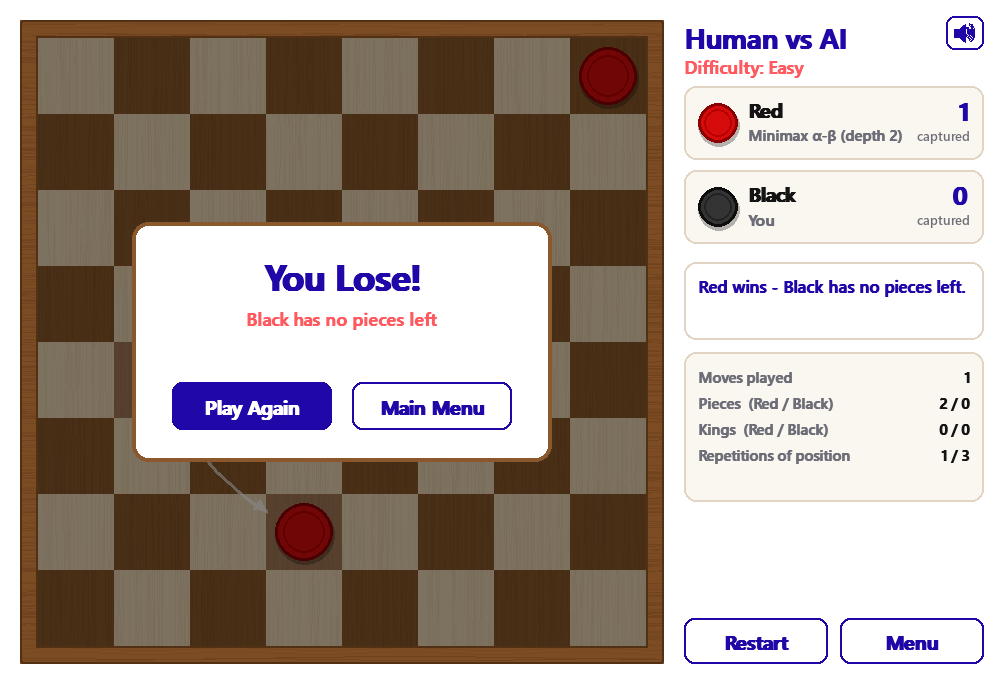 Human vs AI
Difficulty: Easy
Red
1
Minimax α-β (depth 2)
captured
Black
0
You
captured
You Lose!
Black has no pieces left
Play Again
Main Menu
Red wins - Black has no pieces left.
Moves played
1
Pieces (Red / Black)
2 / 0
Kings (Red / Black)
0 / 0
Repetitions of position
1 / 3
Restart
Menu